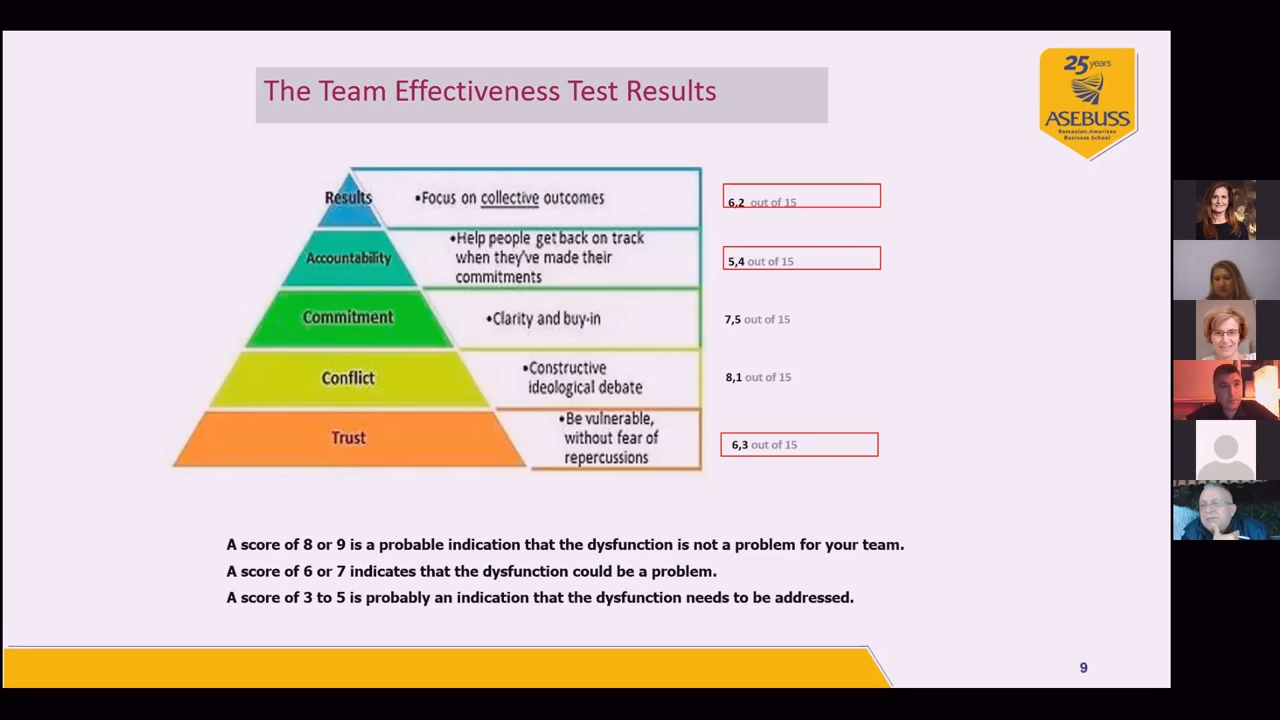 The Team Effectiveness Test Results
25 years
ASEBUSS
Romanian-American
Business School
Results
•Focus on collective outcomes
6,2 out of 15
Accountability
•Help people get back on track
when they've made their
commitments
5,4 out of 15
Commitment
•Clarity and buy-in
7,5 out of 15
Conflict
•Constructive
ideological debate
8,1 out of 15
Trust
•Be vulnerable,
without fear of
repercussions
6,3 out of 15
A score of 8 or 9 is a probable indication that the dysfunction is not a problem for your team.
A score of 6 or 7 indicates that the dysfunction could be a problem.
A score of 3 to 5 is probably an indication that the dysfunction needs to be addressed.
9